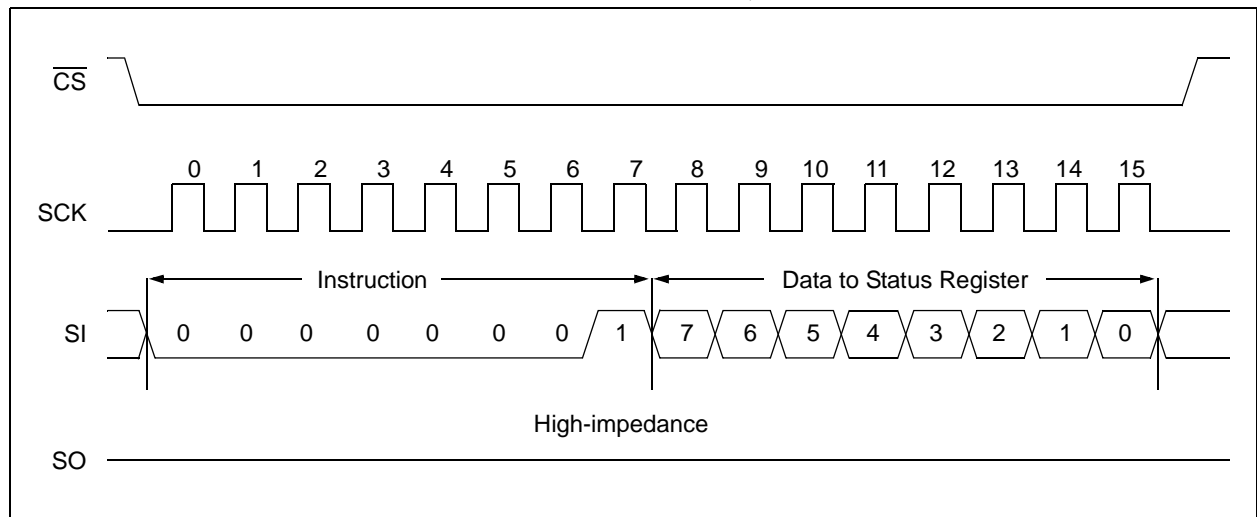 CS
0 1 2 3 4 5 6 7 8 9 10 11 12 13 14 15
SCK
Instruction Data to Status Register
SI 0 0 0 0 0 0 0 1 7 6 5 4 3 2 1 0
High-impedance
SO